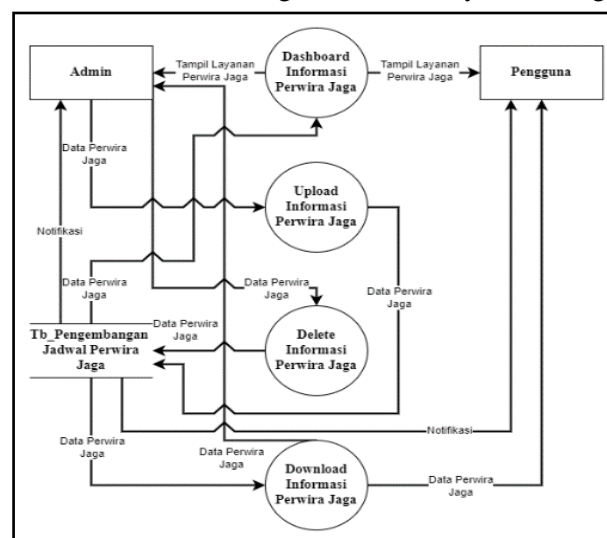 Admin
Tampil Layanan
Perwira Jaga
Dashboard
Informasi
Perwira Jaga
Tampil Layanan
Perwira Jaga
Pengguna
Data Perwira
Jaga
Upload
Informasi
Perwira Jaga
Notifikasi
Data Perwira
Jaga
Data Perwira
Jaga
Data Perwira
Jaga
Tb_Pengembangan
Jadwal Perwira
Jaga
Data Perwira
Jaga
Delete
Informasi
Perwira Jaga
Data Perwira
Jaga
Data Perwira
Jaga
Notifikasi
Download
Informasi
Perwira Jaga
Data Perwira
Jaga